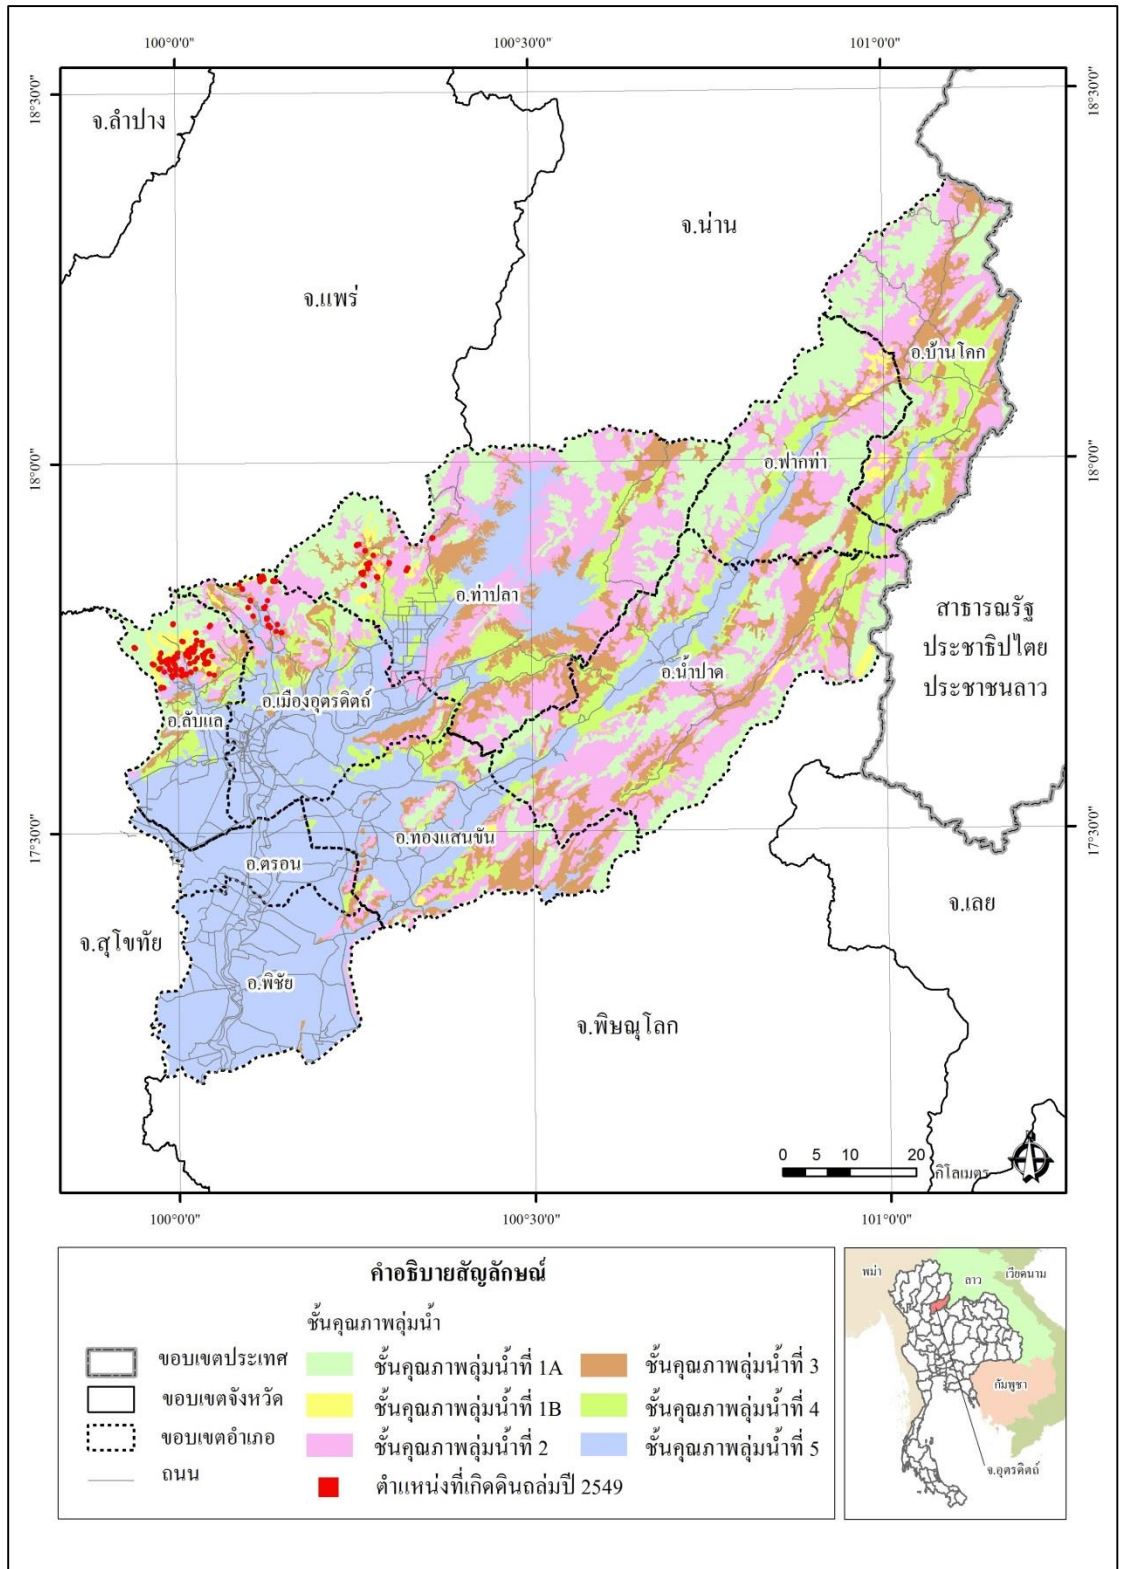 100°0'0"
100°30'0"
101°0'0"
18°30'0"
18°30'0"
จ.ลำปาง
จ.น่าน
จ.แพร่
อ.บ้านโคก
18°0'0"
18°0'0"
อ.ฟากท่า
อ.ท่าปลา
สาธารณรัฐ
ประชาธิปไตย
ประชาชนลาว
อ.น้ำปาด
อ.เมืองอุตรดิตถ์
อ.ลับแล
17°30'0"
17°30'0"
อ.ทองแสนขัน
อ.ตรอน
จ.เลย
จ.สุโขทัย
อ.พิชัย
จ.พิษณุโลก
0 5 10 20
กิโลเมตร
100°0'0"
100°30'0"
101°0'0"
คำอธิบายสัญลักษณ์
ชั้นคุณภาพลุ่มน้ำ
ขอบเขตประเทศ
ขอบเขตจังหวัด
ขอบเขตอำเภอ
ถนน
ชั้นคุณภาพลุ่มน้ำที่ 1A
ชั้นคุณภาพลุ่มน้ำที่ 1B
ชั้นคุณภาพลุ่มน้ำที่ 2
ชั้นคุณภาพลุ่มน้ำที่ 3
ชั้นคุณภาพลุ่มน้ำที่ 4
ชั้นคุณภาพลุ่มน้ำที่ 5
ตำแหน่งที่เกิดดินถล่มปี 2549
พม่า
ลาว
เวียดนาม
กัมพูชา
จ.อุตรดิตถ์